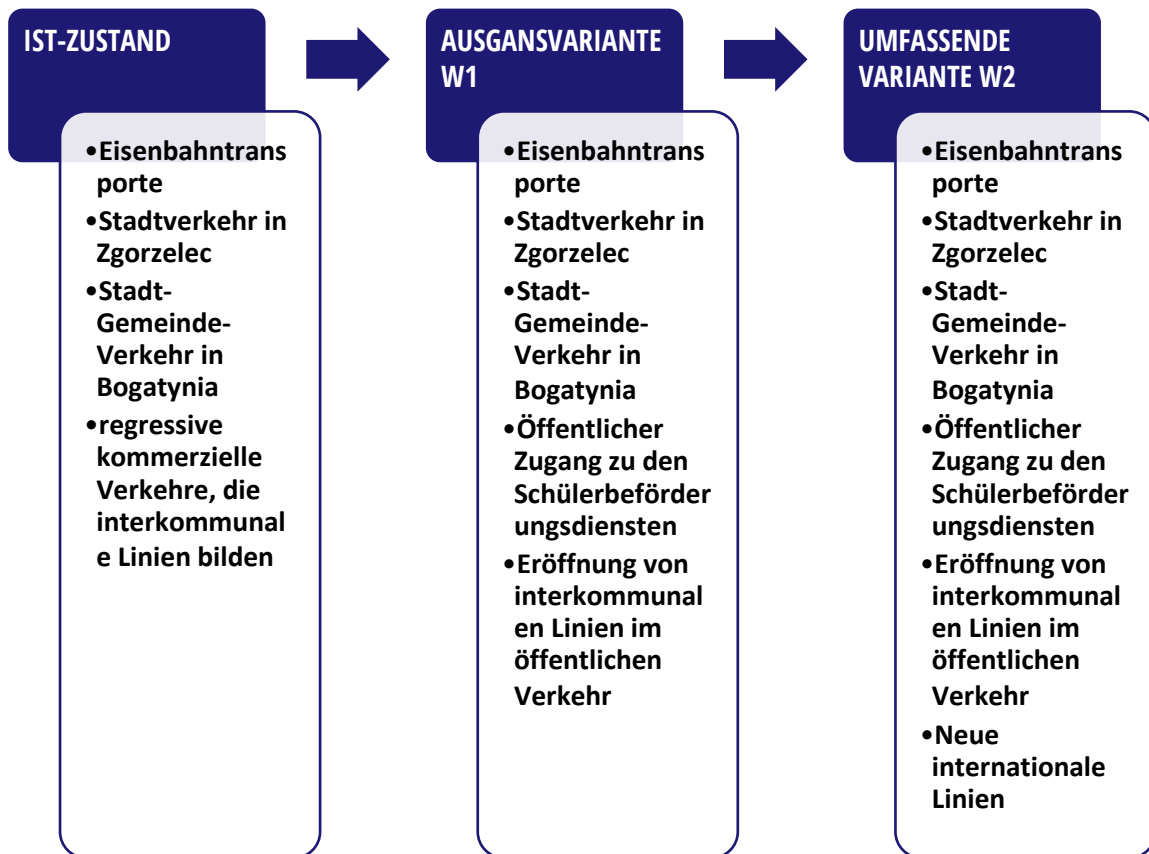 IST-ZUSTAND
•Eisenbahntrans
porte
•Stadtverkehr in
Zgorzelec
•Stadt-
Gemeinde-
Verkehr in
Bogatynia
•regressive
kommerzielle
Verkehre, die
interkommunal
e Linien bilden
AUSGANSVARIANTE
W1
•Eisenbahntrans
porte
•Stadtverkehr in
Zgorzelec
•Stadt-
Gemeinde-
Verkehr in
Bogatynia
•Öffentlicher
Zugang zu den
Schülerbeförder
ungsdiensten
•Eröffnung von
interkommunal
en Linien im
öffentlichen
Verkehr
UMFASSENDE
VARIANTE W2
•Eisenbahntrans
porte
•Stadtverkehr in
Zgorzelec
•Stadt-
Gemeinde-
Verkehr in
Bogatynia
•Öffentlicher
Zugang zu den
Schülerbeförder
ungsdiensten
•Eröffnung von
interkommunal
en Linien im
öffentlichen
Verkehr
•Neue
internationale
Linien